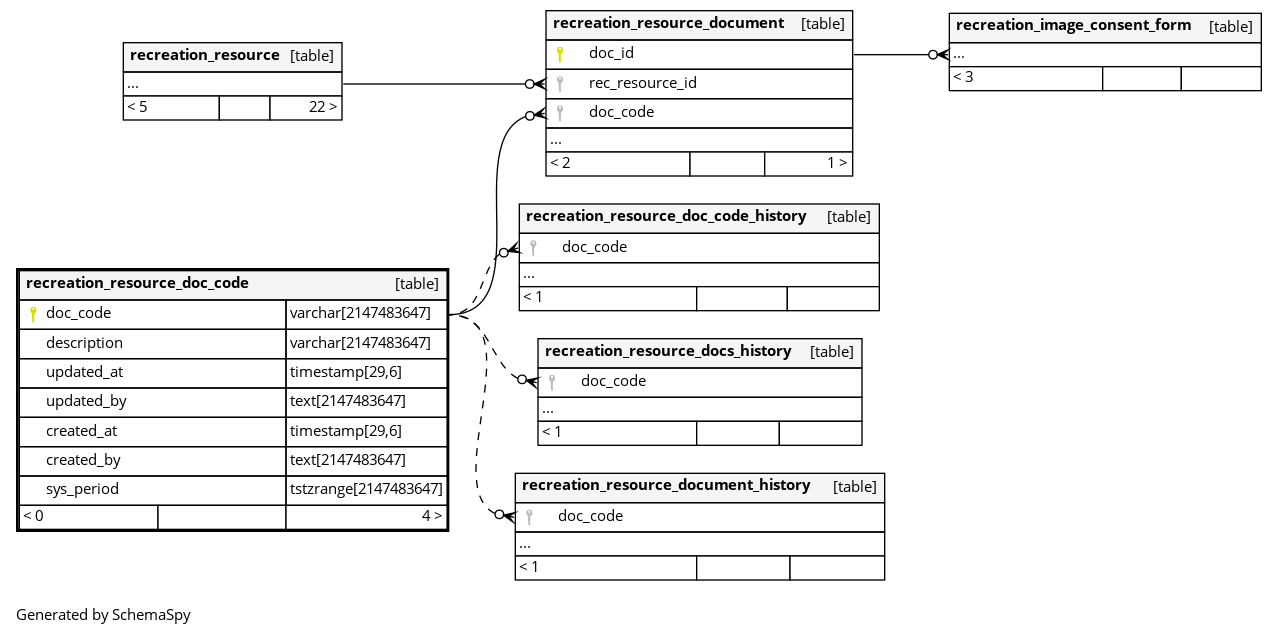 recreation_resource [table]
...
< 5 22 >
recreation_resource_document [table]
doc_id
rec_resource_id
doc_code
...
< 2 1 >
recreation_image_consent_form [table]
...
< 3
recreation_resource_doc_code_history [table]
doc_code
...
< 1
recreation_resource_doc_code [table]
doc_code varchar[2147483647]
description varchar[2147483647]
updated_at timestamp[29,6]
updated_by text[2147483647]
created_at timestamp[29,6]
created_by text[2147483647]
sys_period tstzrange[2147483647]
< 0 4 >
recreation_resource_docs_history [table]
doc_code
...
< 1
recreation_resource_document_history [table]
doc_code
...
< 1
Generated by SchemaSpy